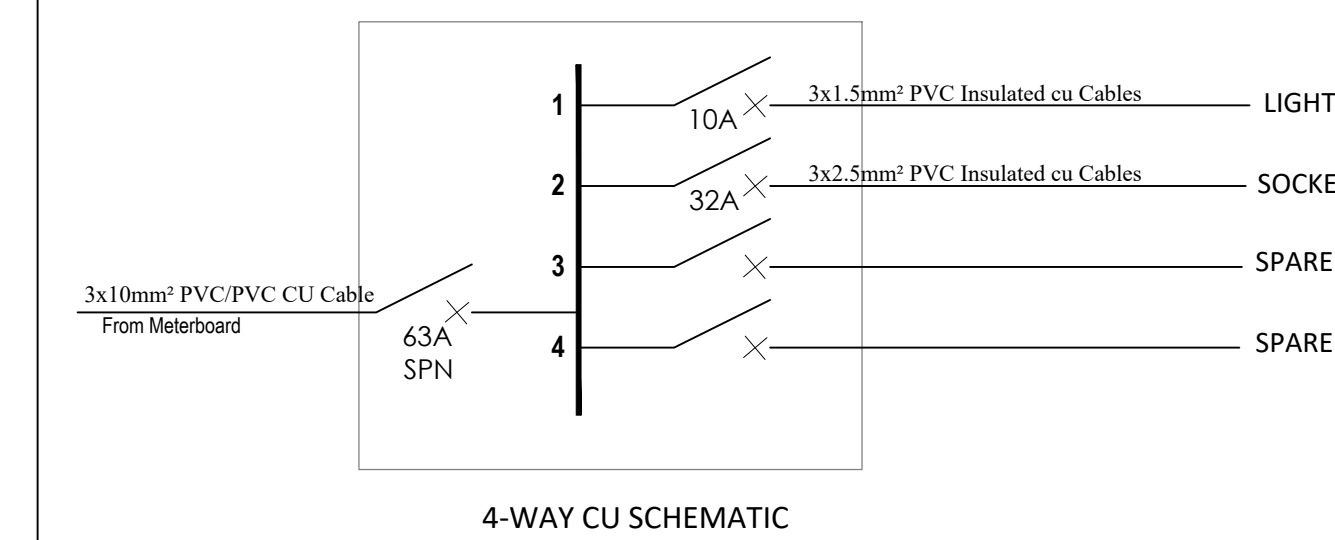 1
10A
3x1.5mm² PVC Insulated cu Cables
LIGHT
2
32A
3x2.5mm² PVC Insulated cu Cables
SOCKE
3
SPARE
3x10mm² PVC/PVC CU Cable
From Meterboard
63A
SPN
4
SPARE
4-WAY CU SCHEMATIC